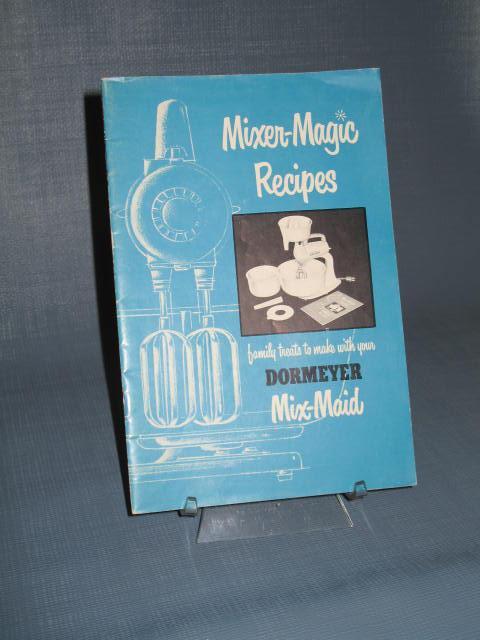 Mixer-Magic
Recipes
family treats to make with your
DORMEYER
Mix-Maid